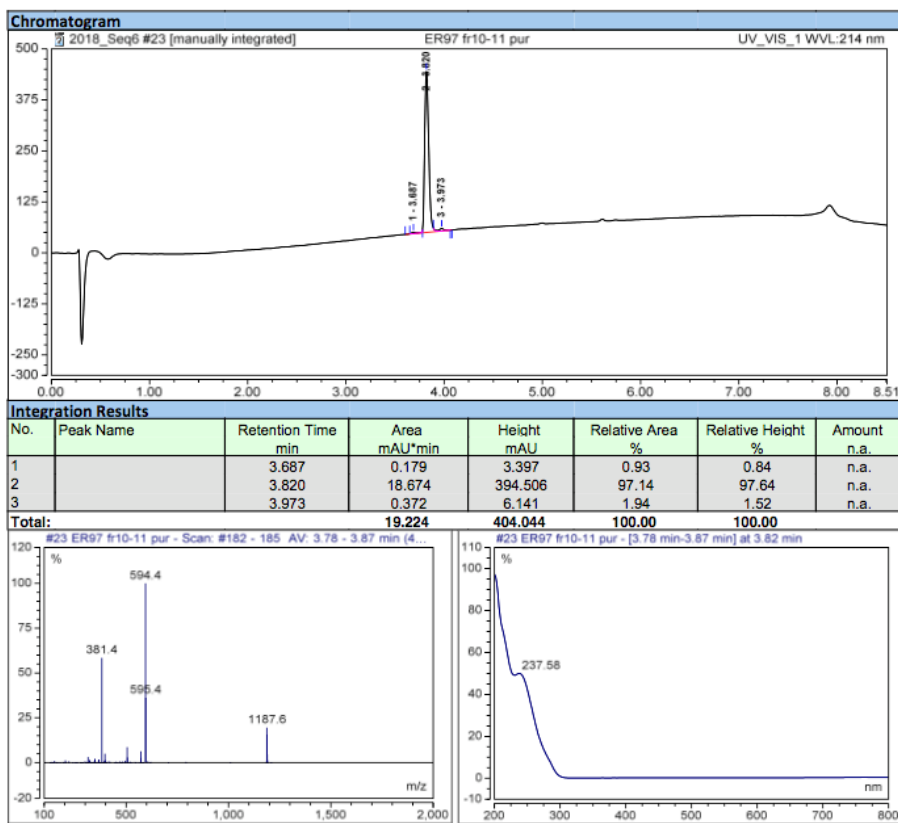 Chromatogram
2018_Seq6 #23 [manually integrated] ER97 fr10-11 pur UV_VIS_1 WVL:214 nm
500
375
250
125
0
-125
-250
-300
2 - 3.820
1 - 3.687
3 - 3.973
0.00 1.00 2.00 3.00 4.00 5.00 6.00 7.00 8.00 8.51
Integration Results
No. Peak Name Retention Time Area Height Relative Area Relative Height Amount
min mAU*min mAU % % n.a.
1 3.687 0.179 3.397 0.93 0.84 n.a.
2 3.820 18.674 394.506 97.14 97.64 n.a.
3 3.973 0.372 6.141 1.94 1.52 n.a.
Total: 19.224 404.044 100.00 100.00
#23 ER97 fr10-11 pur - Scan: #182 - 185 AV: 3.78 - 3.87 min (4...
120
100
75
50
25
0
-20
%
594.4
381.4
595.4
1187.6
m/z
100 500 1,000 1,500 2,000
#23 ER97 fr10-11 pur - [3.78 min-3.87 min] at 3.82 min
110
100
80
60
40
20
0
-10
%
237.58
nm
200 300 400 500 600 700 800